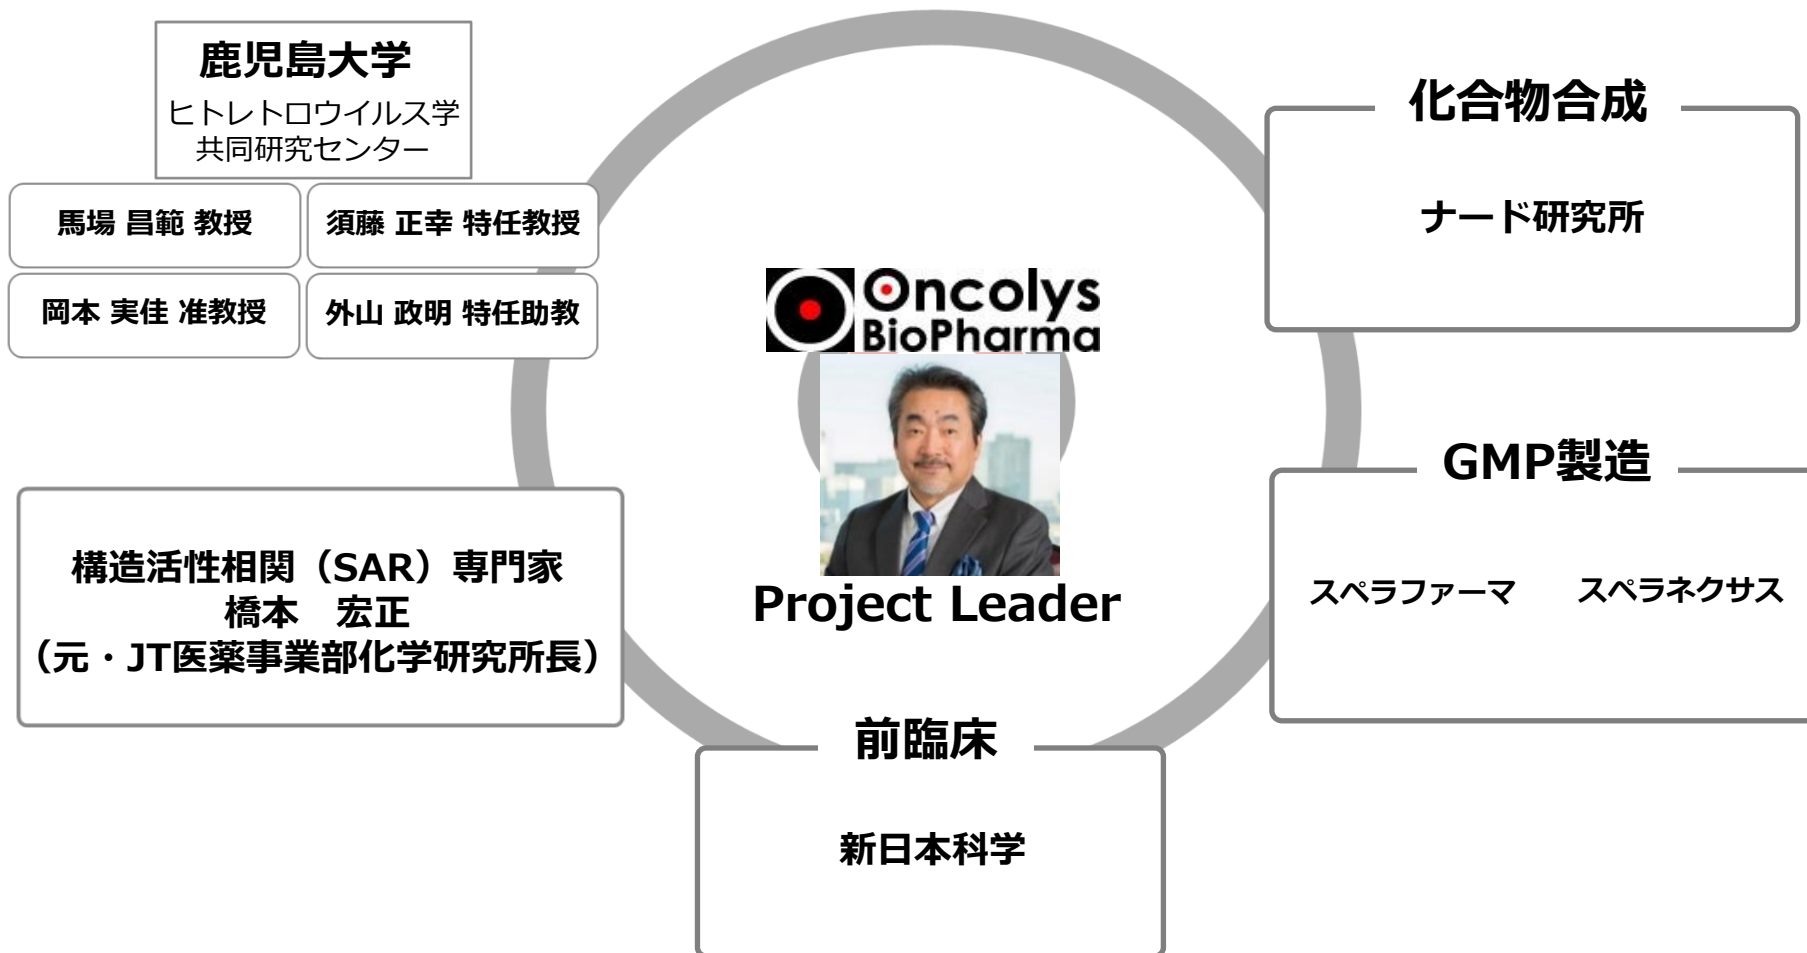 鹿児島大学
ヒトレトロウイルス学
共同研究センター
馬場 昌範 教授
須藤 正幸 特任教授
岡本 実佳 准教授
外山 政明 特任助教
構造活性相関（SAR）専門家
橋本　宏正
（元・JT医薬事業部化学研究所長）
Oncolys
BioPharma
Project Leader
前臨床
新日本科学
化合物合成
ナード研究所
GMP製造
スペラファーマ
スペラネクサス